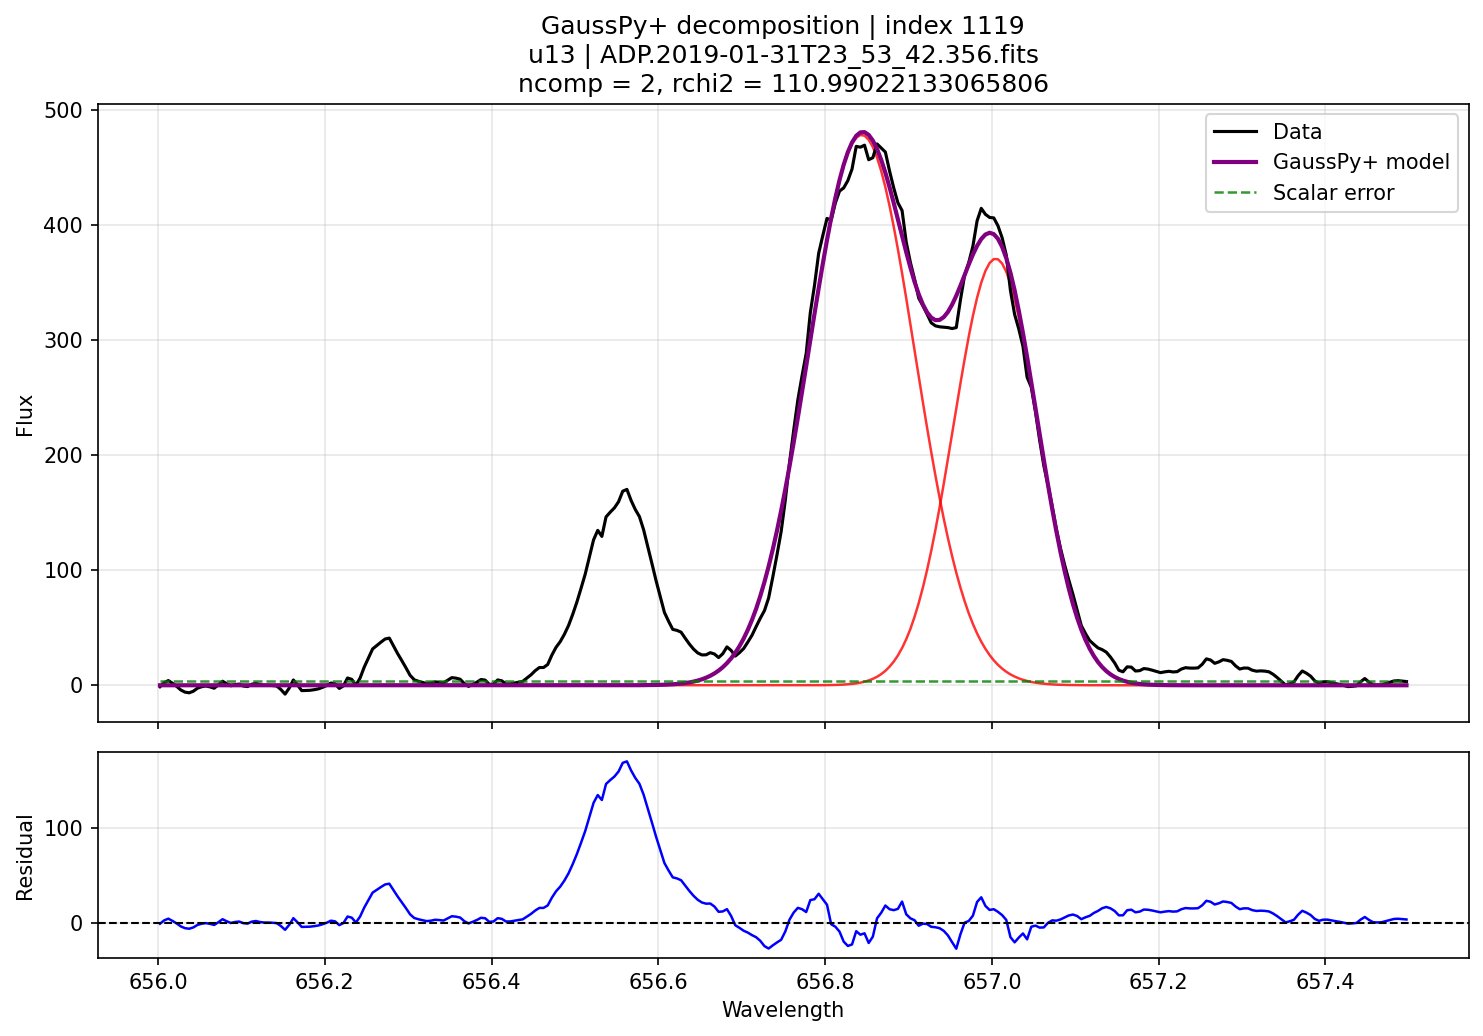 GaussPy+ decomposition | index 1119
u13 | ADP.2019-01-31T23_53_42.356.fits
ncomp = 2, rchi2 = 110.99022133065806
500
400
300
200
100
0
Flux
Data
GaussPy+ model
Scalar error
100
0
Residual
656.0 656.2 656.4 656.6 656.8 657.0 657.2 657.4
Wavelength